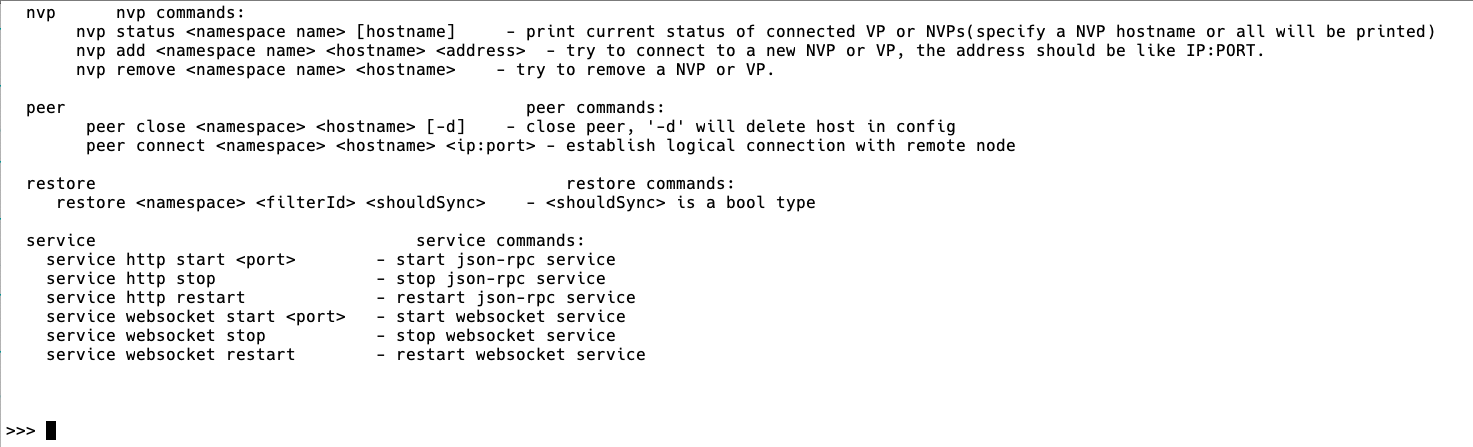 nvp      nvp commands:
nvp status <namespace name> [hostname]     - print current status of connected VP or NVPs(specify a NVP hostname or all will be printed)
nvp add <namespace name> <hostname> <address>  - try to connect to a new NVP or VP, the address should be like IP:PORT.
nvp remove <namespace name> <hostname>    - try to remove a NVP or VP.
peer                                              peer commands:
peer close <namespace> <hostname> [-d]    - close peer, '-d' will delete host in config
peer connect <namespace> <hostname> <ip:port> - establish logical connection with remote node
restore                                               restore commands:
restore <namespace> <filterId> <shouldSync>    - <shouldSync> is a bool type
service                                service commands:
service http start <port>        - start json-rpc service
service http stop                - stop json-rpc service
service http restart             - restart json-rpc service
service websocket start <port>   - start websocket service
service websocket stop           - stop websocket service
service websocket restart        - restart websocket service
>>>